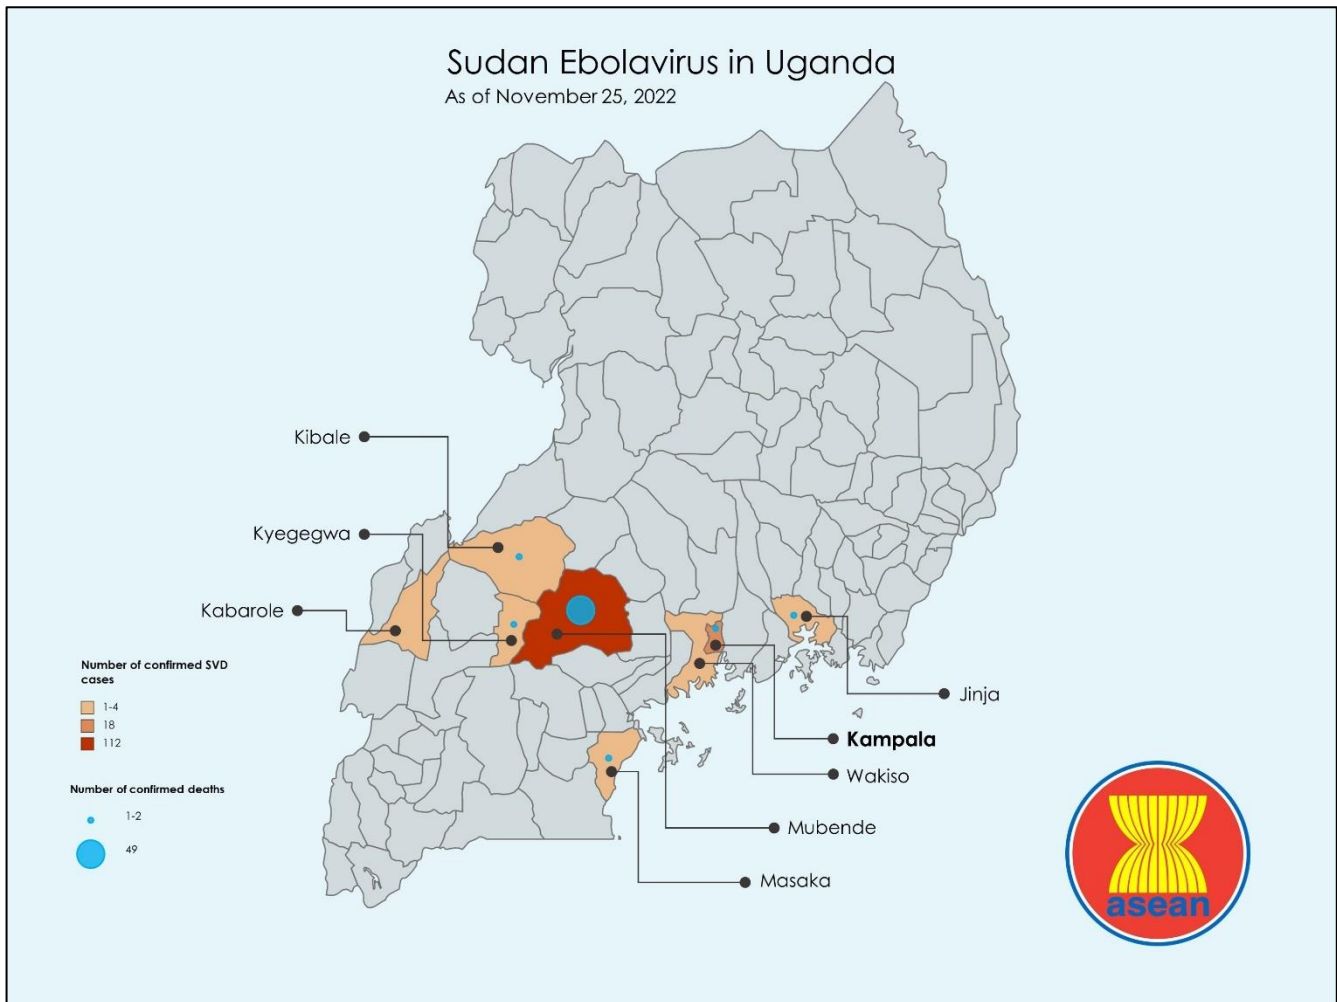 Sudan Ebolavirus in Uganda
As of November 25, 2022
Kibale
Kyegegwa
Kabarole
Number of confirmed SVD
cases
1-4
18
112
Number of confirmed deaths
1-2
49
Jinja
Kampala
Wakiso
Mubende
Masaka
asean